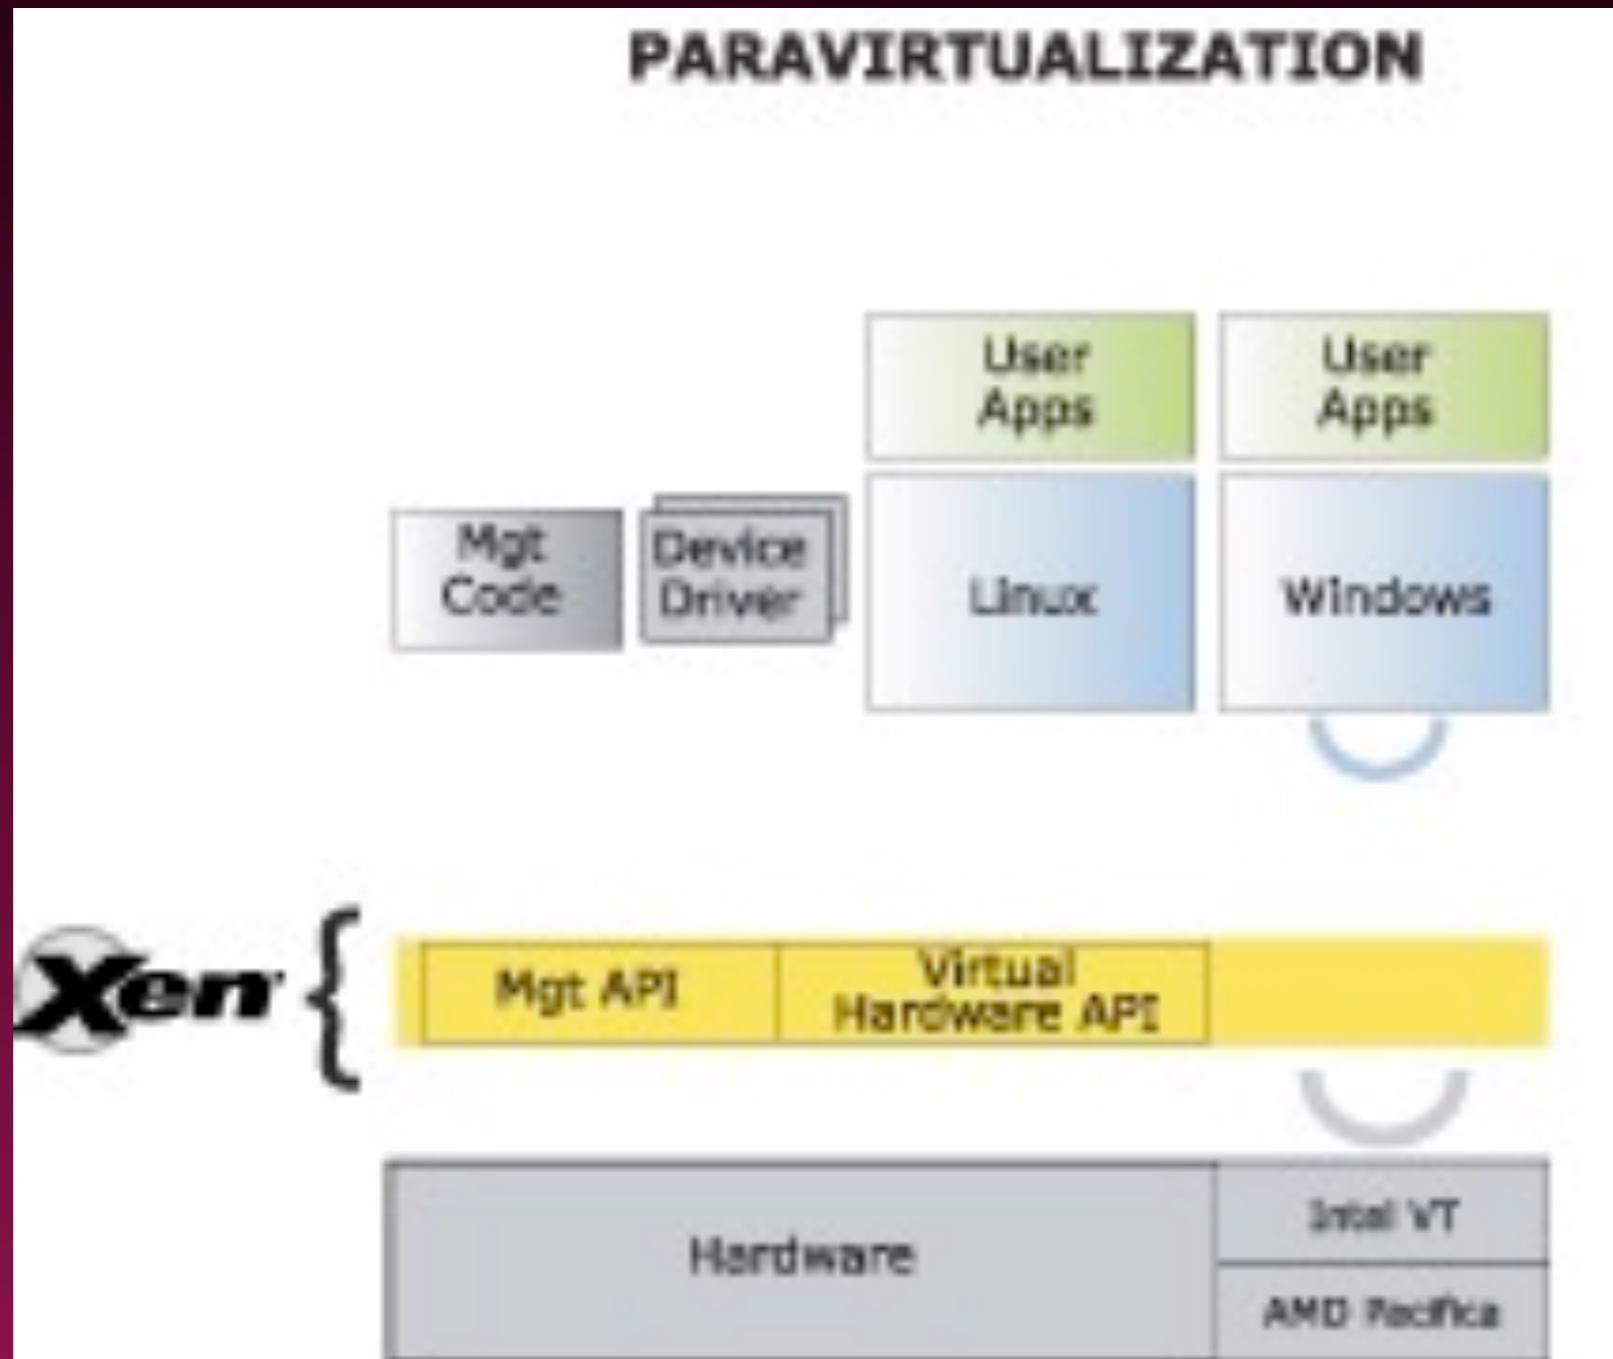 PARAVIRTUALIZATION
User
Apps
User
Apps
Mgt
Code
Device
Driver
Linux
Windows
Xen
Mgt API
Virtual
Hardware API
Hardware
Intel VT
AMD Pacifica